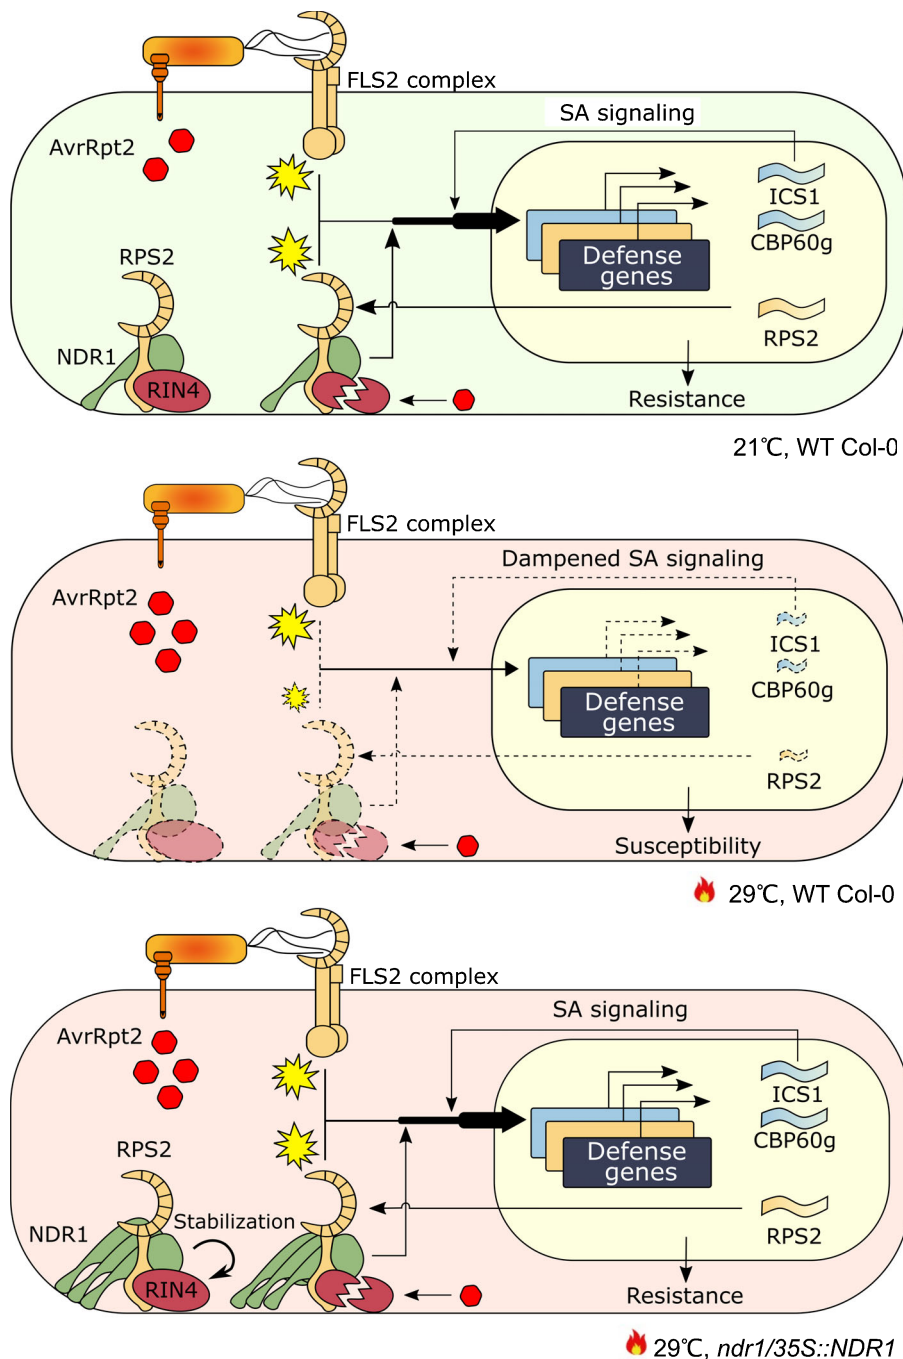 FLS2 complex
SA signaling
AvrRpt2
ICS1
CBP60g
RPS2
Defense
genes
NDR1
RPS2
RIN4
Resistance
21℃, WT Col-0
FLS2 complex
Dampened SA signaling
AvrRpt2
ICS1
CBP60g
Defense
genes
RPS2
Susceptibility
29℃, WT Col-0
FLS2 complex
SA signaling
AvrRpt2
ICS1
CBP60g
RPS2
Defense
genes
Stabilization
NDR1
RPS2
RIN4
Resistance
29℃, ndr1/35S::NDR1